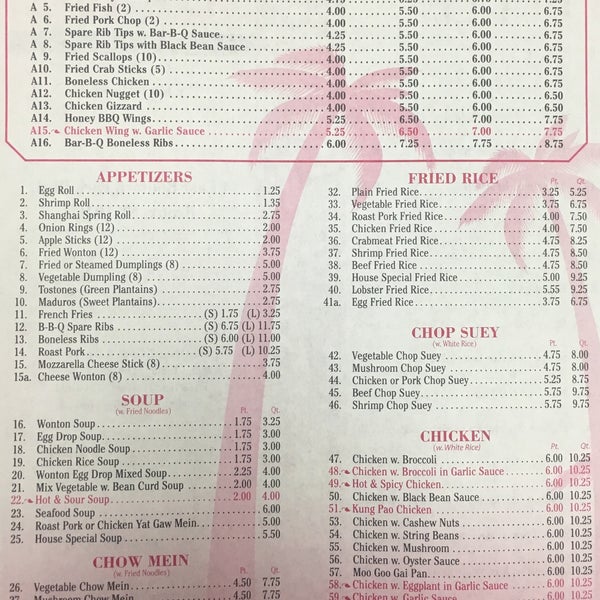 A 5. Fried Fish (2) 4.25 5.50 6.00 6.75
A 6. Fried Pork Chop (2) 4.00 5.50 6.00 6.75
A 7. Spare Rib Tips w. Bar-B-Q Sauce 4.25 5.50 6.00 6.75
A 8. Spare Rib Tips with Black Bean Sauce 4.25 5.50 6.00 6.75
A 9. Fried Scallops (10) 4.00 5.50 6.00 6.75
A10. Fried Crab Sticks (5) 4.00 5.50 6.00 6.75
A11. Boneless Chicken 4.00 5.50 6.00 6.75
A12. Chicken Nugget (10) 4.00 5.50 6.00 6.50
A13. Chicken Gizzard 4.00 5.50 6.00 6.50
A14. Honey BBQ Wings 5.25 6.50 7.00 7.75
A15. Chicken Wing w. Garlic Sauce 5.25 6.50 7.00 7.75
A16. Bar-B-Q Boneless Ribs 6.00 7.25 7.75 8.75
APPETIZERS
1. Egg Roll 1.25
2. Shrimp Roll 1.35
3. Shanghai Spring Roll 2.75
4. Onion Rings (12) 2.00
5. Apple Sticks (12) 2.00
6. Fried Wonton (12) 3.75
7. Fried or Steamed Dumplings (8) 5.00
8. Vegetable Dumpling (8) 5.00
9. Tostones (Green Plantains) 2.75
10. Maduros (Sweet Plantains) 2.75
11. French Fries (S) 1.75 (L) 3.25
12. B-B-Q Spare Ribs (S) 6.75 (L) 11.75
13. Boneless Ribs (S) 6.00 (L) 11.00
14. Roast Pork (S) 5.75 (L) 10.25
15. Mozzarella Cheese Stick (8) 3.75
15a. Cheese Wonton (8) 4.00
SOUP
(w. Fried Noodles) Pt. Qt.
16. Wonton Soup 1.75 3.25
17. Egg Drop Soup 1.75 3.00
18. Chicken Noodle Soup 1.75 3.00
19. Chicken Rice Soup 1.75 3.00
20. Wonton Egg Drop Mixed Soup 2.25 4.00
21. Mix Vegetable w. Bean Curd Soup 2.00 4.00
22. Hot & Sour Soup 2.00 4.00
23. Seafood Soup 6.00
24. Roast Pork or Chicken Yat Gaw Mein 5.00
25. House Special Soup 5.50
CHOW MEIN
(w. Fried Noodles) Pt. Qt.
26. Vegetable Chow Mein 4.50 7.75
27. Mushroom Chow Mein 4.50 7.75
FRIED RICE
Pt. Qt.
32. Plain Fried Rice 3.25 5.25
33. Vegetable Fried Rice 3.75 6.75
34. Roast Pork Fried Rice 4.00 7.50
35. Chicken Fried Rice 4.00 7.50
36. Crabmeat Fried Rice 4.75 8.25
37. Shrimp Fried Rice 4.75 8.50
38. Beef Fried Rice 4.75 8.50
39. House Special Fried Rice 5.00 9.25
40. Lobster Fried Rice 5.55 9.25
41a. Egg Fried Rice 3.75 6.75
CHOP SUEY
(w. White Rice) Pt. Qt.
42. Vegetable Chop Suey 4.75 8.00
43. Mushroom Chop Suey 4.75 8.00
44. Chicken or Pork Chop Suey 5.25 8.75
45. Beef Chop Suey 5.75 9.75
46. Shrimp Chop Suey 5.75 9.75
CHICKEN
(w. White Rice) Pt. Qt.
47. Chicken w. Broccoli 6.00 10.25
48. Chicken w. Broccoli in Garlic Sauce 6.00 10.25
49. Hot & Spicy Chicken 6.00 10.25
50. Chicken w. Black Bean Sauce 6.00 10.25
51. Kung Pao Chicken 6.00 10.25
53. Chicken w. Cashew Nuts 6.00 10.25
54. Chicken w. String Beans 6.00 10.25
55. Chicken w. Mushroom 6.00 10.25
56. Chicken w. Oyster Sauce 6.00 10.25
57. Moo Goo Gai Pan 6.00 10.25
58. Chicken w. Eggplant in Garlic Sauce 6.00 10.25
59. Chicken w. Garlic Sauce 6.00 10.25